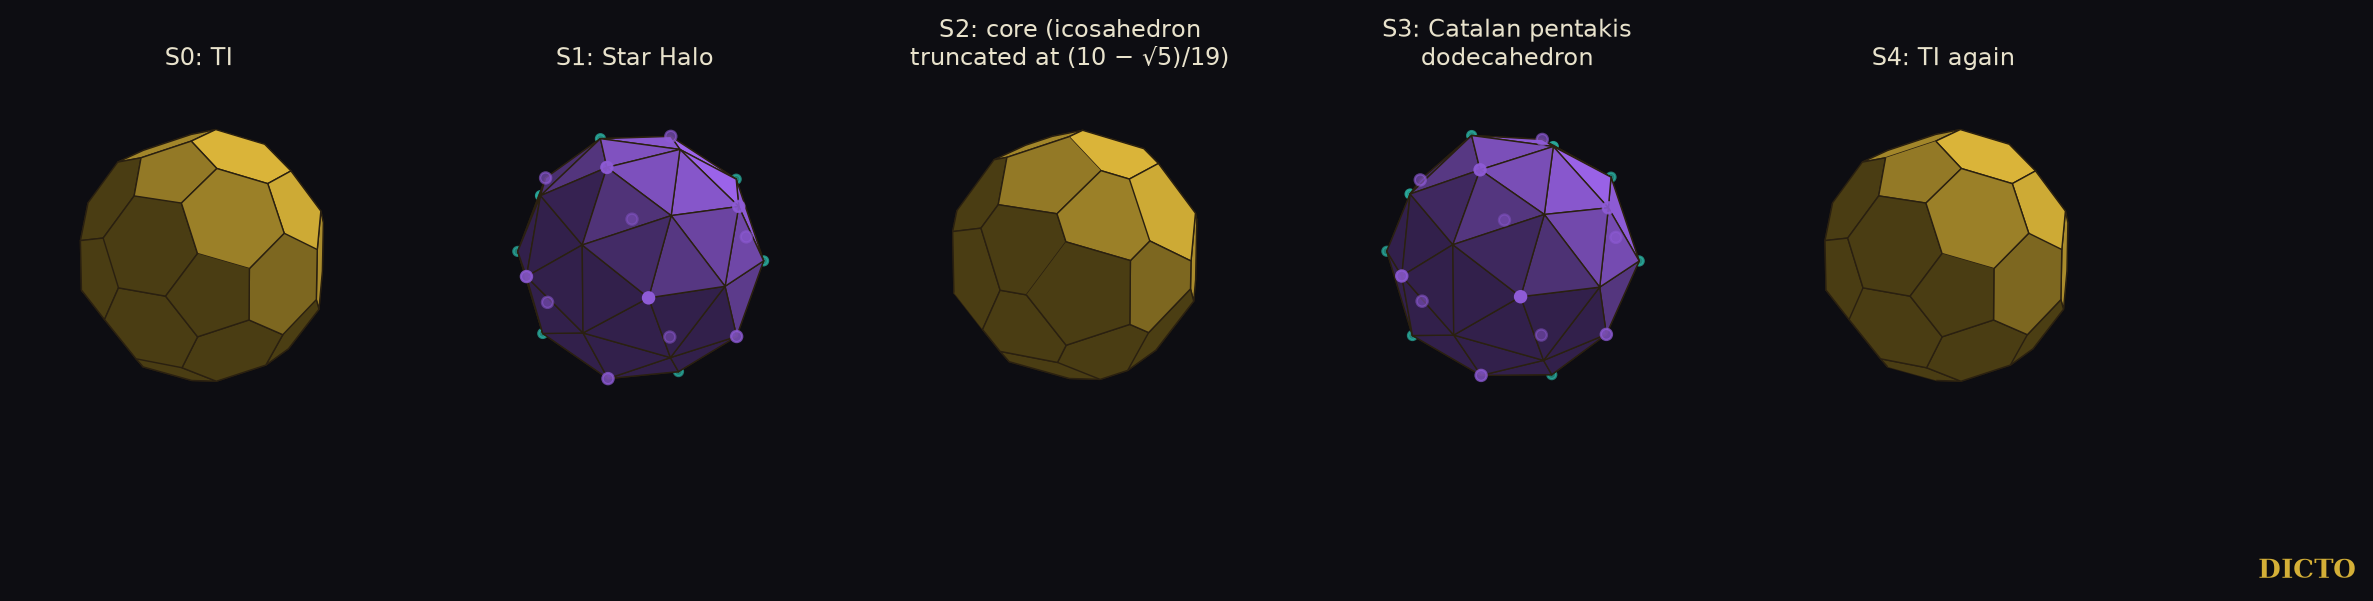 S0: TI
S1: Star Halo
S2: core (icosahedron
truncated at (10 − √5)/19)
S3: Catalan pentakis
dodecahedron
S4: TI again
DICTO